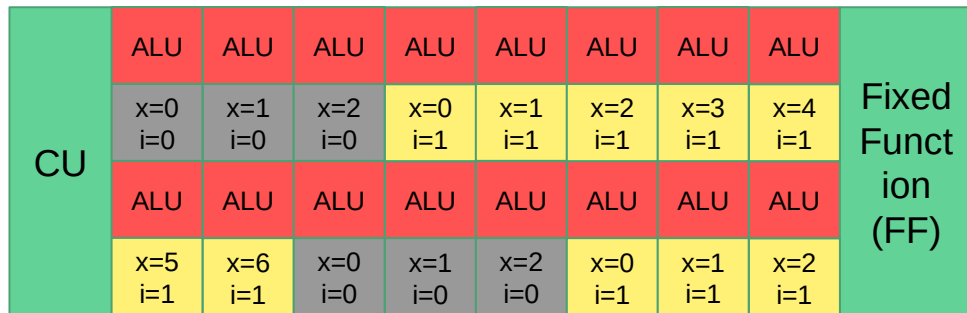 CU
ALU ALU ALU ALU ALU ALU ALU ALU
x=0 x=1 x=2 x=0 x=1 x=2 x=3 x=4
i=0 i=0 i=0 i=1 i=1 i=1 i=1 i=1
ALU ALU ALU ALU ALU ALU ALU ALU
x=5 x=6 x=0 x=1 x=2 x=0 x=1 x=2
i=1 i=1 i=0 i=0 i=0 i=1 i=1 i=1
Fixed
Funct
ion
(FF)